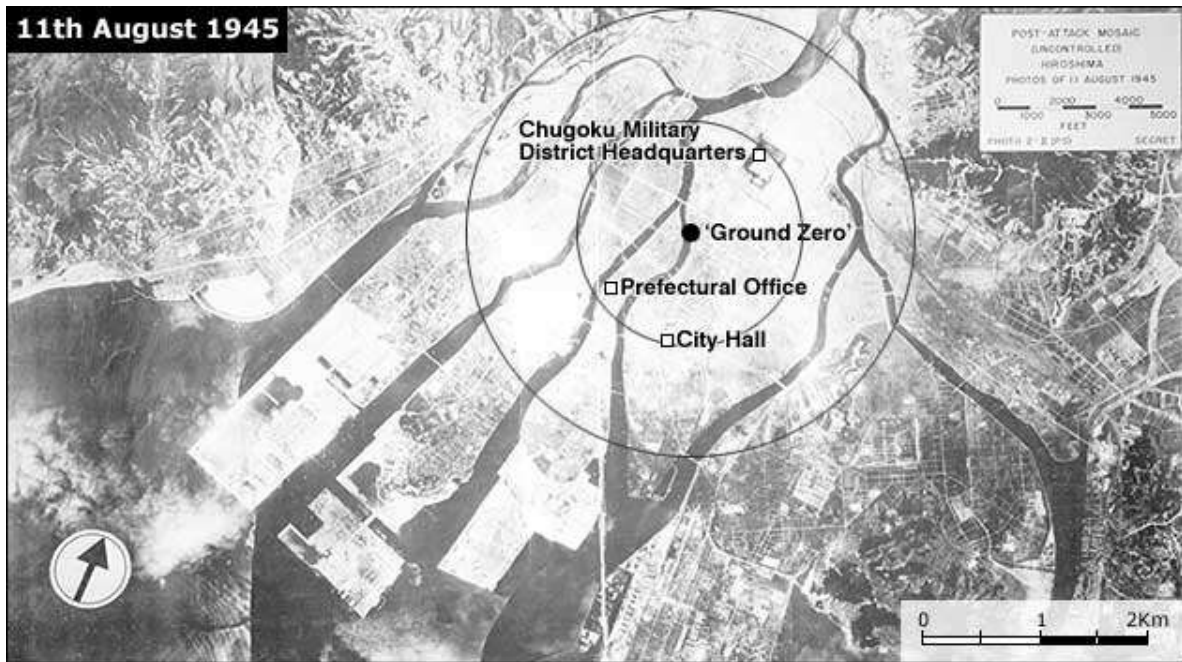 11th August 1945
POST-ATTACK MOSAIC
(UNCONTROLLED)
HIROSHIMA
PHOTOS OF 11 AUGUST 1945
0 2000 4000
1000 3000 5000
FEET
SECRET
Chugoku Military
District Headquarters
'Ground Zero'
Prefectural Office
City Hall
0 1 2Km